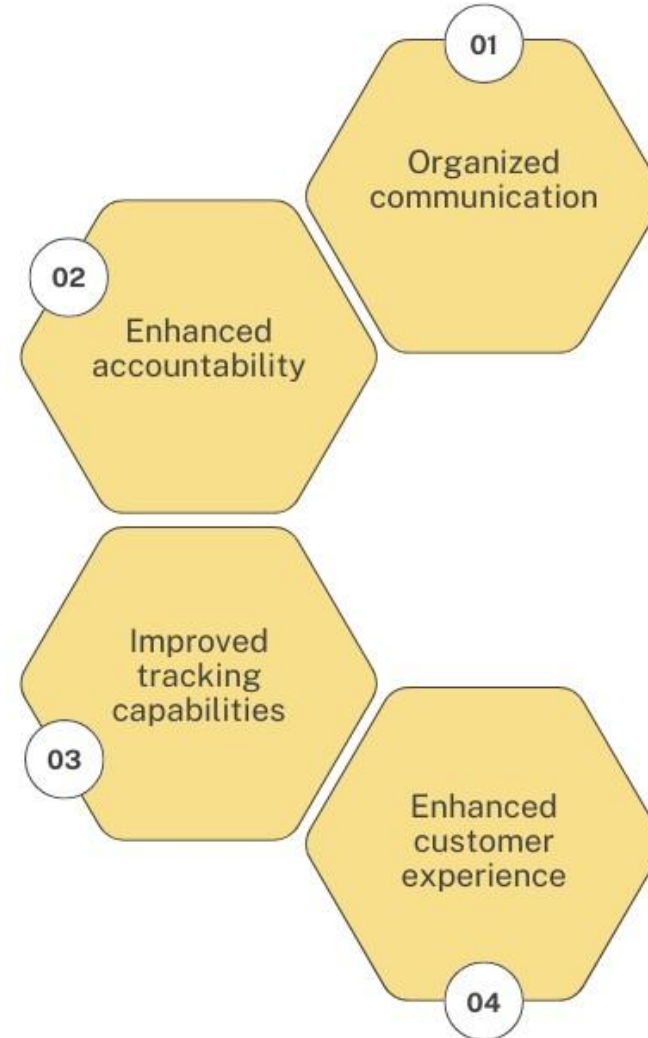 01
Organized
communication
02
Enhanced
accountability
Improved
tracking
capabilities
03
Enhanced
customer
experience
04